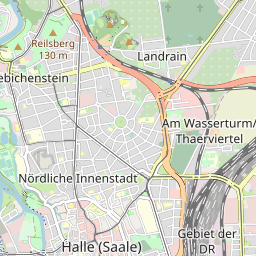 Reilsberg
130 m
Landrain
ebichenstein
Am Wasserturm/
Thaerviertel
Nördliche Innenstadt
Gebiet der
DR
Halle (Saale)